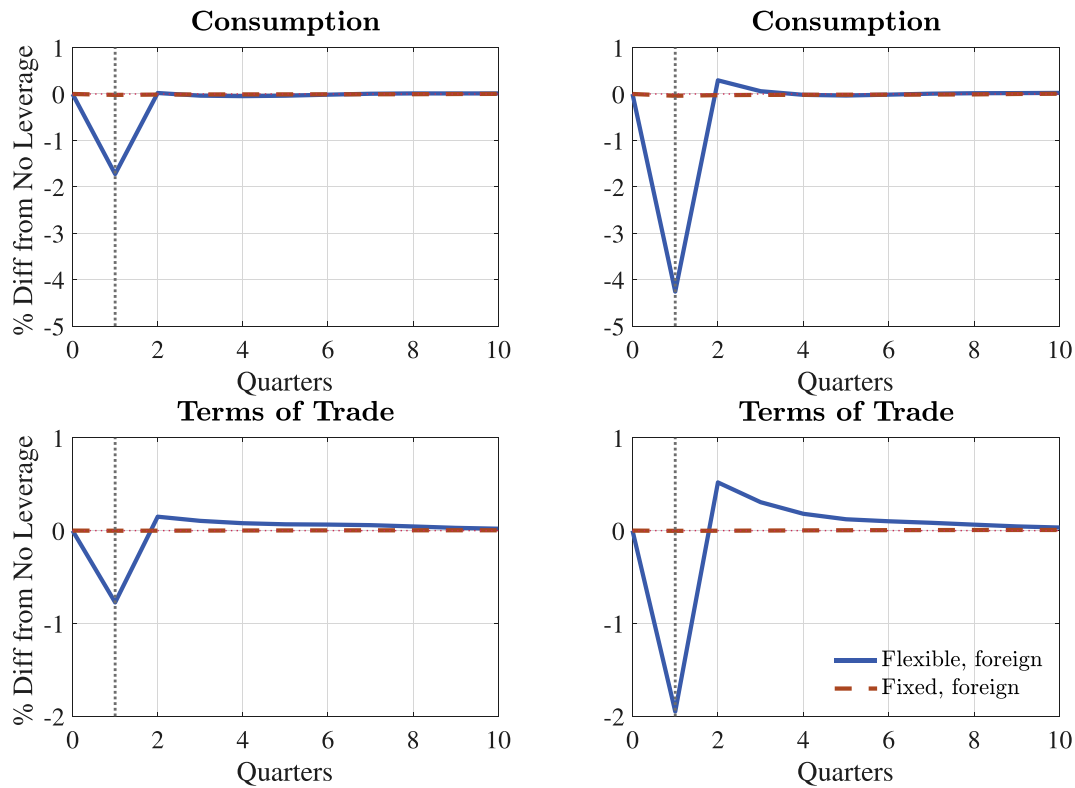 Consumption
% Diff from No Leverage
1
0
-1
-2
-3
-4
-5
0 2 4 6 8 10
Quarters
Consumption
1
0
-1
-2
-3
-4
-5
0 2 4 6 8 10
Quarters
Terms of Trade
% Diff from No Leverage
1
0
-1
-2
0 2 4 6 8 10
Quarters
Terms of Trade
1
0
-1
-2
Flexible, foreign
Fixed, foreign
0 2 4 6 8 10
Quarters